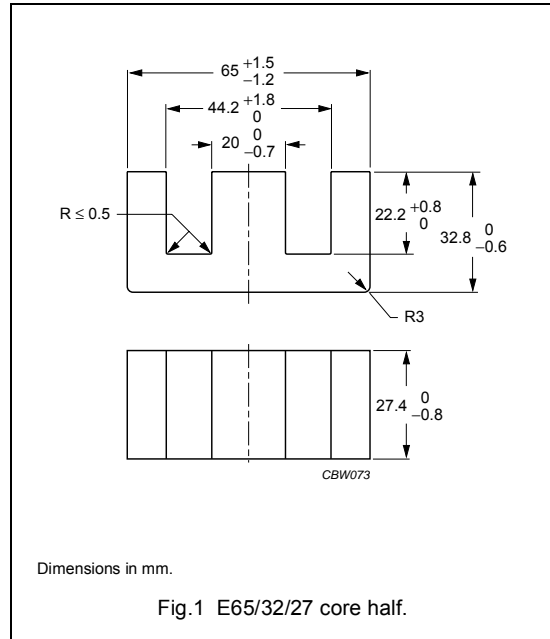 65 +1.5 −1.2
44.2 +1.8 0
20 0 −0.7
R ≤ 0.5
22.2 +0.8 0
32.8 0 −0.6
R3
27.4 0 −0.8
CBW073
Dimensions in mm.
Fig.1 E65/32/27 core half.